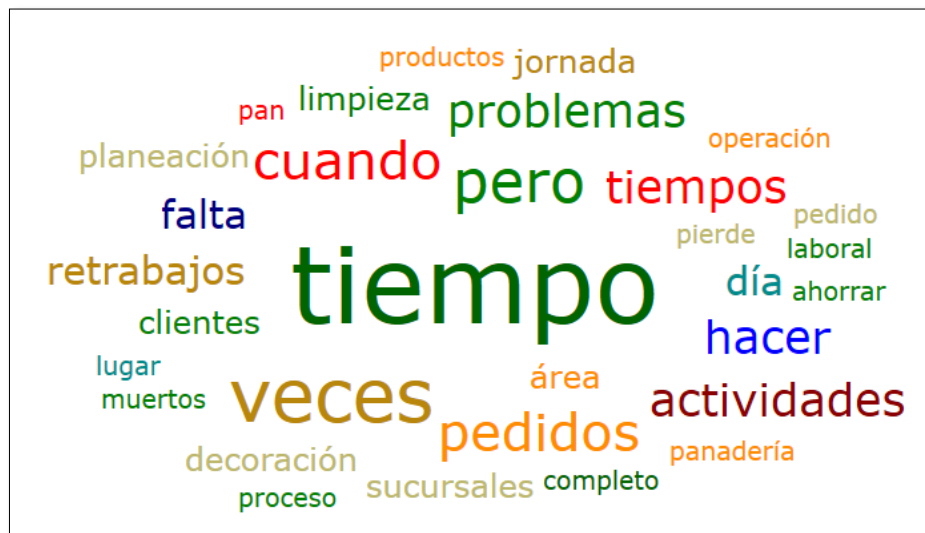 productos jornada
pan limpieza problemas
planeación cuando operación
pero tiempos
falta pedido
pierde laboral
retrabajos tiempo día ahorrar
clientes hacer
lugar área
muertos veces actividades
pedidos panadería
decoración sucursales completo
proceso